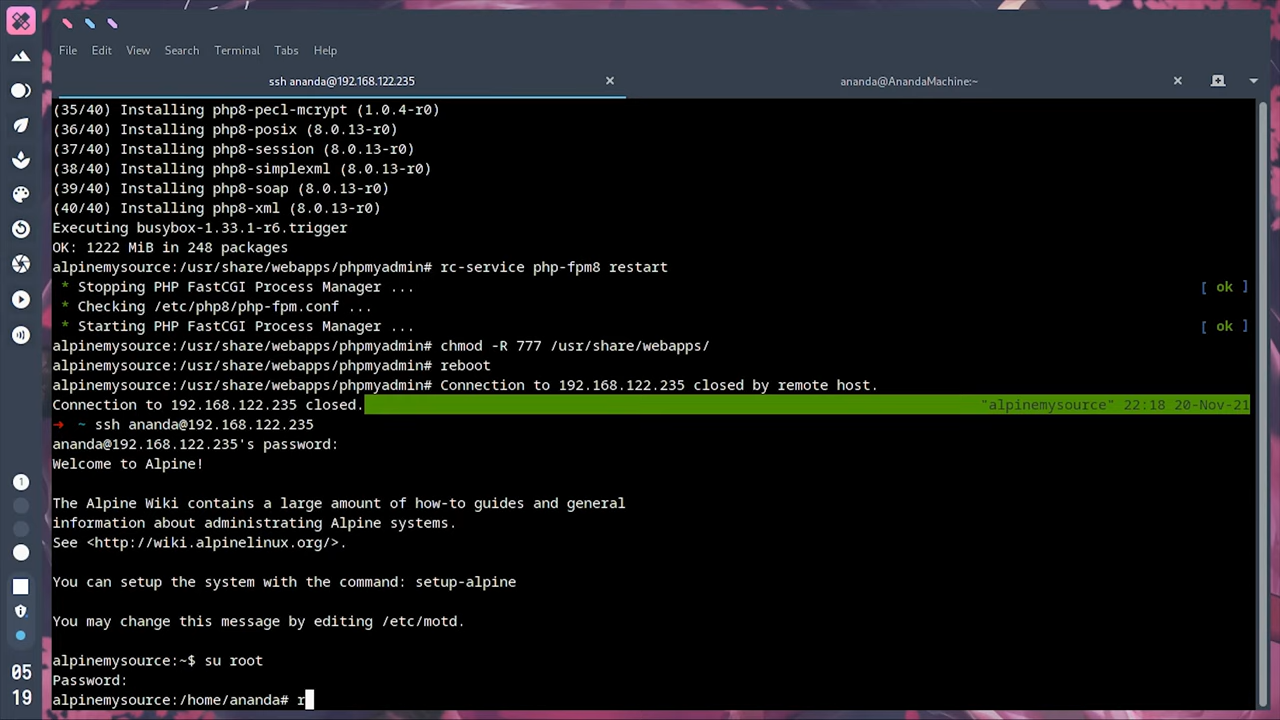 File Edit View Search Terminal Tabs Help
ssh ananda@192.168.122.235 ananda@AnandaMachine:~
(35/40) Installing php8-pecl-mcrypt (1.0.4-r0)
(36/40) Installing php8-posix (8.0.13-r0)
(37/40) Installing php8-session (8.0.13-r0)
(38/40) Installing php8-simplexml (8.0.13-r0)
(39/40) Installing php8-soap (8.0.13-r0)
(40/40) Installing php8-xml (8.0.13-r0)
Executing busybox-1.33.1-r6.trigger
OK: 1222 MiB in 248 packages
alpinemysource:/usr/share/webapps/phpmyadmin# rc-service php-fpm8 restart
* Stopping PHP FastCGI Process Manager ... [ ok ]
* Checking /etc/php8/php-fpm.conf ...
* Starting PHP FastCGI Process Manager ... [ ok ]
alpinemysource:/usr/share/webapps/phpmyadmin# chmod -R 777 /usr/share/webapps/
alpinemysource:/usr/share/webapps/phpmyadmin# reboot
alpinemysource:/usr/share/webapps/phpmyadmin# Connection to 192.168.122.235 closed by remote host.
Connection to 192.168.122.235 closed. "alpinemysource" 22:18 20-Nov-21
➜ ~ ssh ananda@192.168.122.235
ananda@192.168.122.235's password:
Welcome to Alpine!
The Alpine Wiki contains a large amount of how-to guides and general
information about administrating Alpine systems.
See <http://wiki.alpinelinux.org/>.
You can setup the system with the command: setup-alpine
You may change this message by editing /etc/motd.
alpinemysource:~$ su root
Password:
alpinemysource:/home/ananda# r
1
05
19